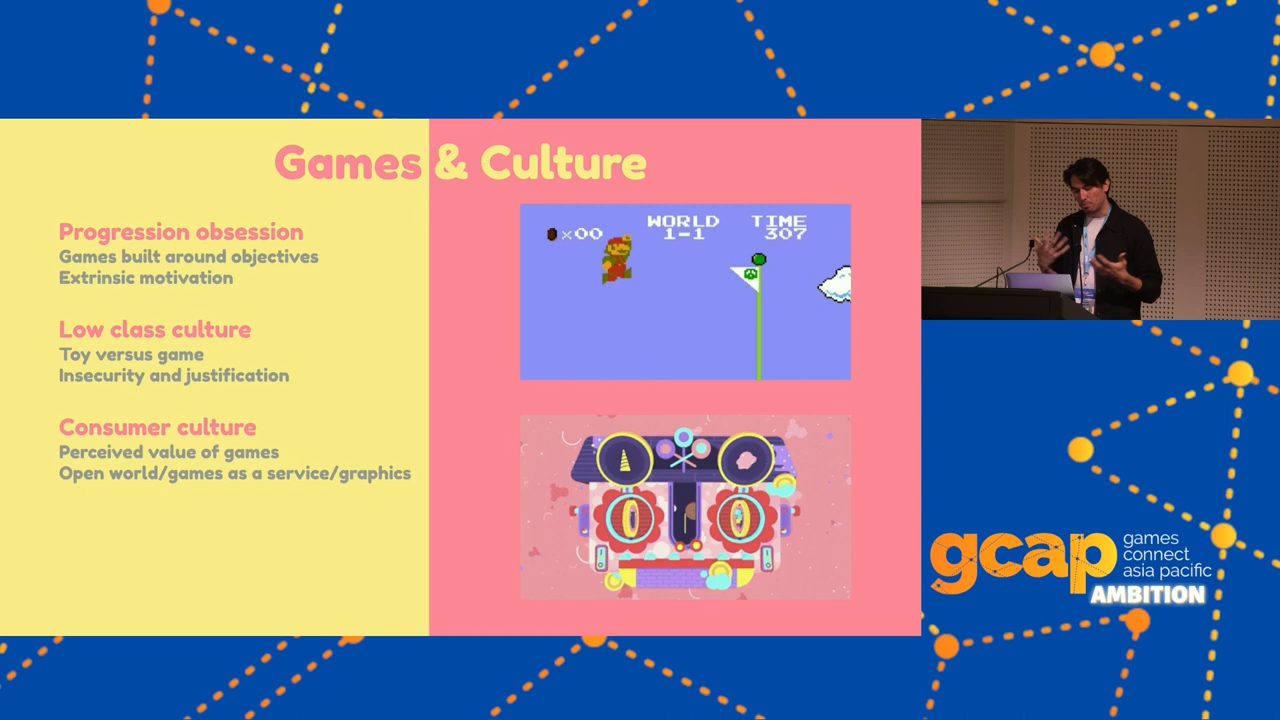 Games & Culture
Progression obsession
Games built around objectives
Extrinsic motivation
Low class culture
Toy versus game
Insecurity and justification
Consumer culture
Perceived value of games
Open world/games as a service/graphics
WORLD TIME
×00 1-1 307
gcap games
connect
asia pacific
AMBITION